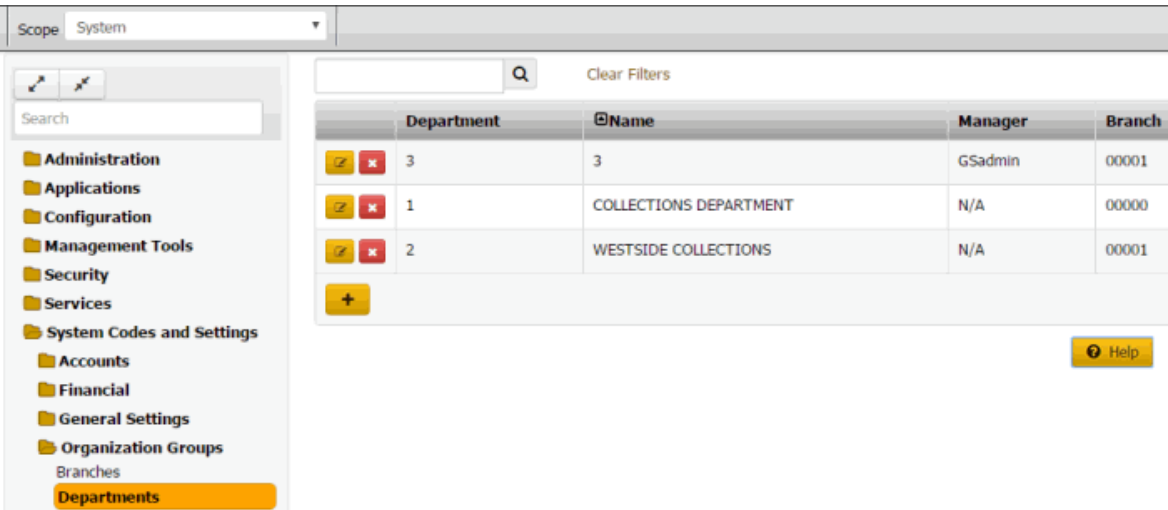 Scope System
Clear Filters
Search
Department Name Manager Branch
Administration
3 3 GSadmin 00001
Applications
1 COLLECTIONS DEPARTMENT N/A 00000
Configuration
Management Tools
2 WESTSIDE COLLECTIONS N/A 00001
Security
Services
System Codes and Settings
Accounts
Help
Financial
General Settings
Organization Groups
Branches
Departments